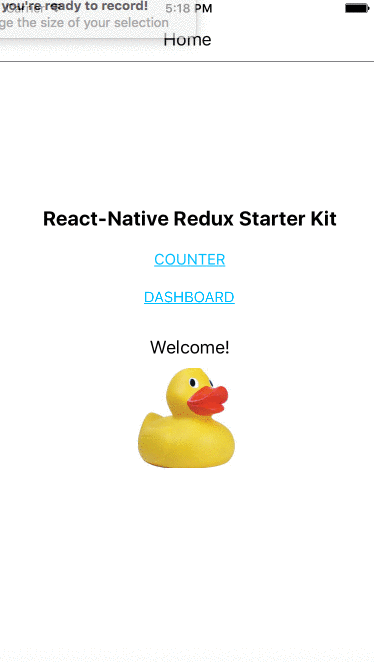 you're ready to record!
5:18 PM
ge the size of your selection
Home
React-Native Redux Starter Kit
COUNTER
DASHBOARD
Welcome!